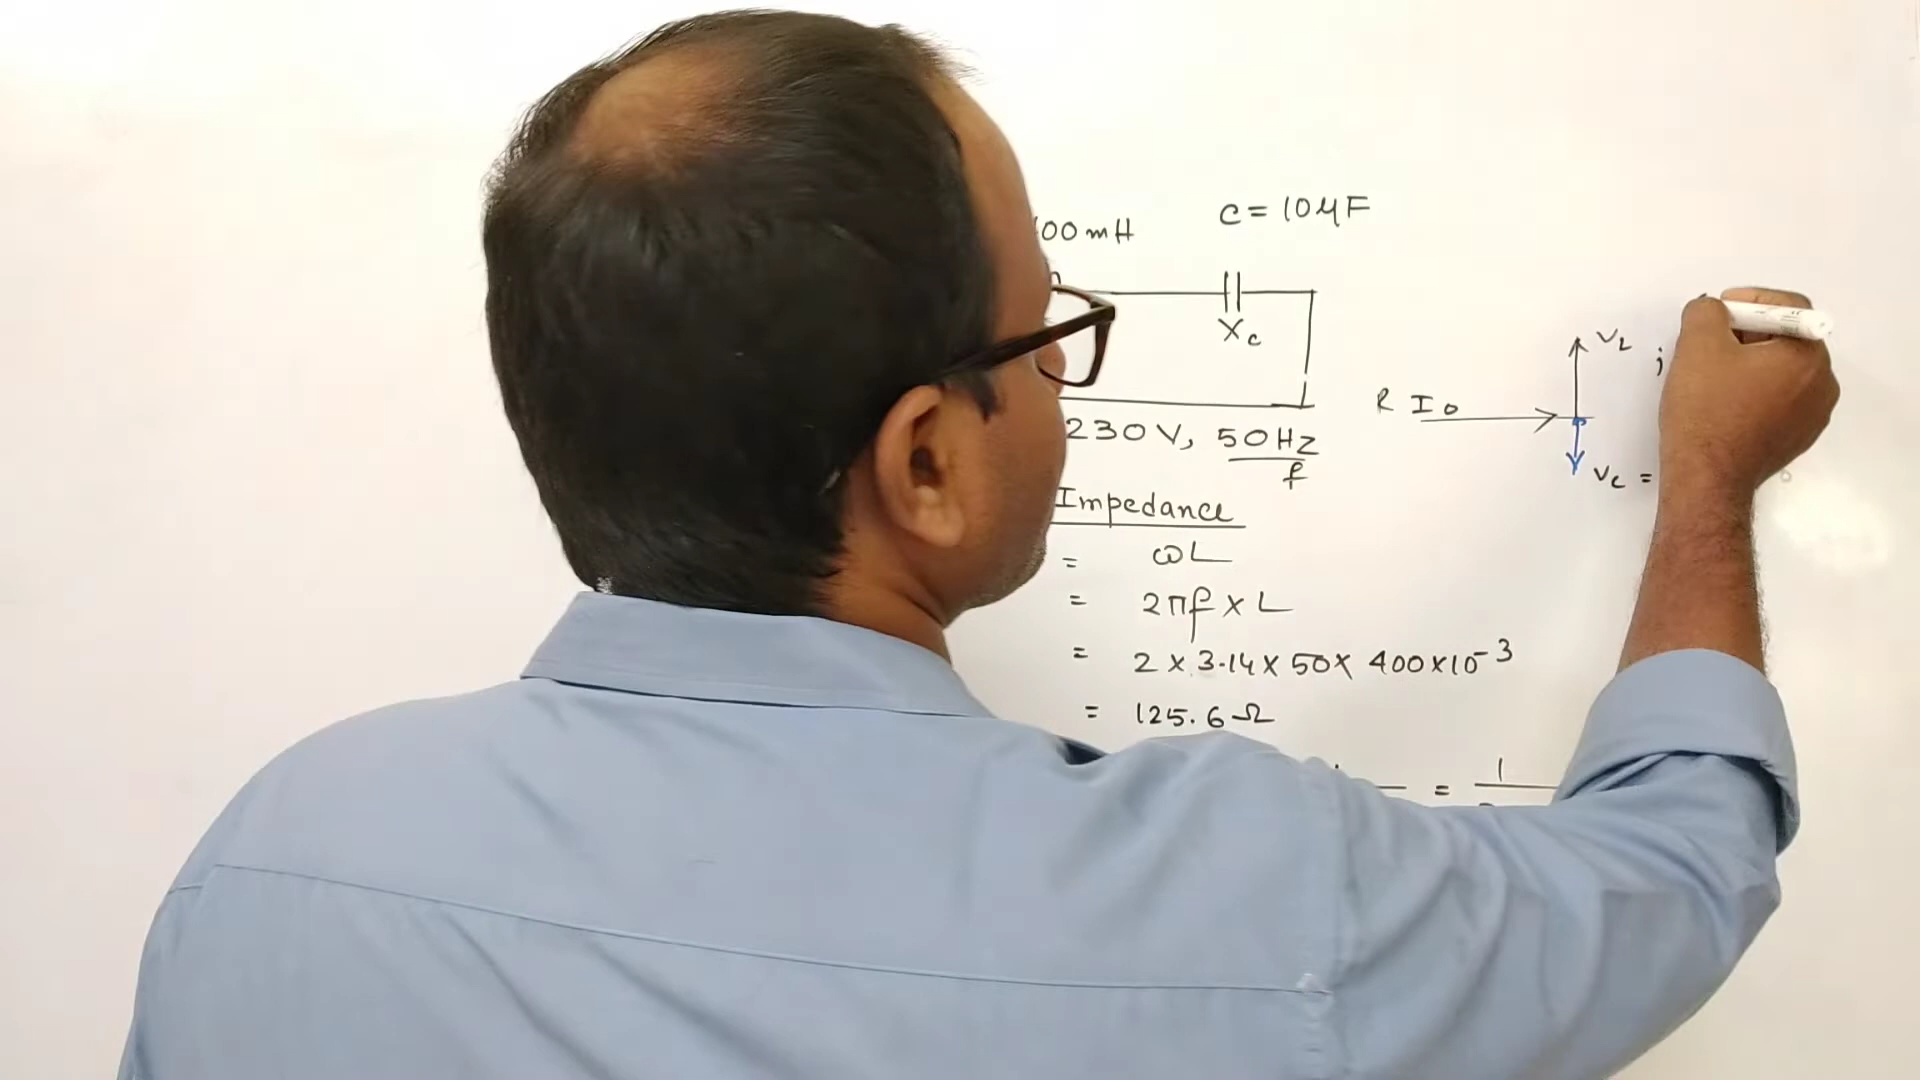 00mH C = 10μF
Xc
230V, 50Hz
f
VL j
R I0
Vc =
Impedance
= ωL
= 2πf × L
= 2 × 3.14 × 50 × 400×10⁻³
= 125.6Ω
= 1